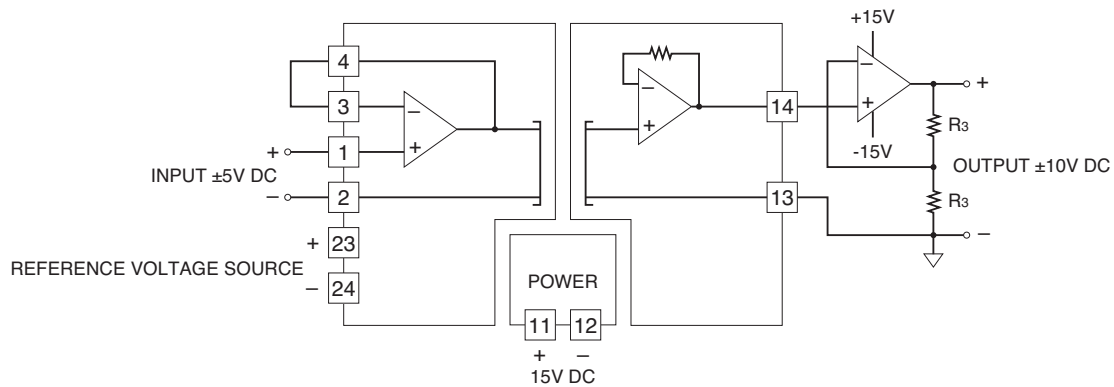 +15V
4
3
−
+
+
1
INPUT ±5V DC
−
2
+
23
REFERENCE VOLTAGE SOURCE
−
24
−
+
14
13
−
+
-15V
+
R3
OUTPUT ±10V DC
R3
−
POWER
11
12
+
−
15V DC